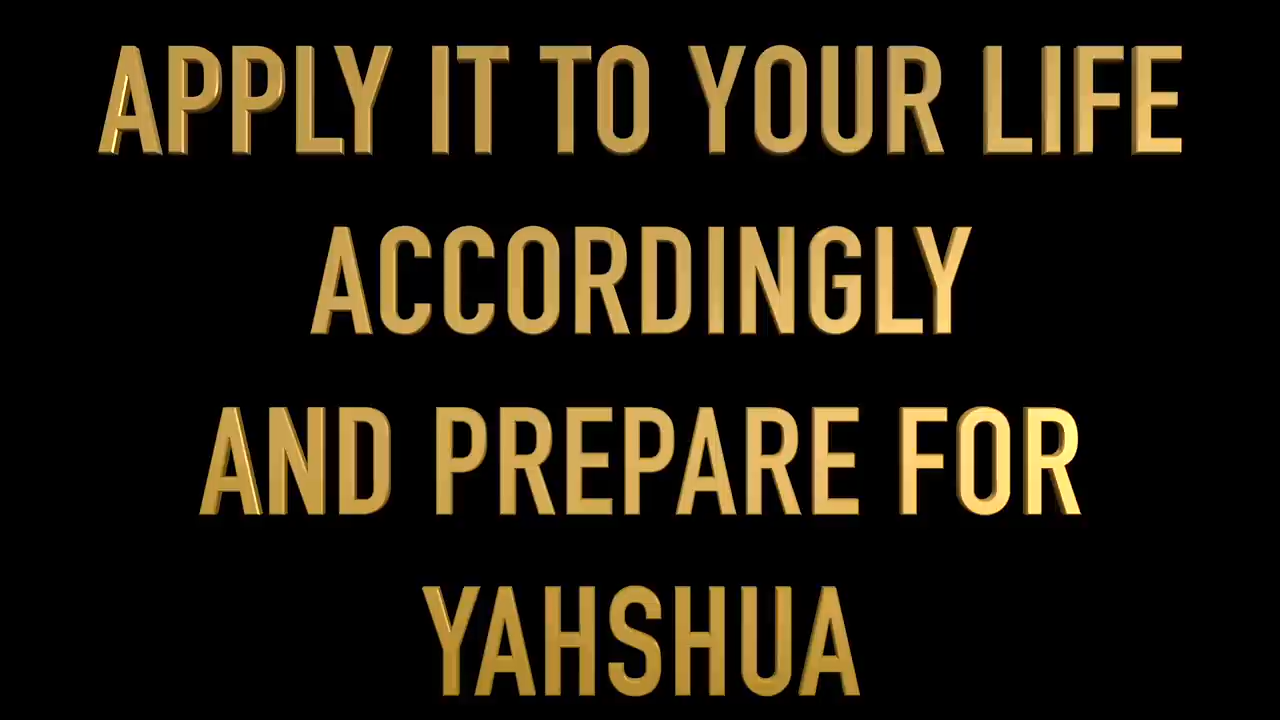 APPLY IT TO YOUR LIFE
ACCORDINGLY
AND PREPARE FOR
YAHSHUA